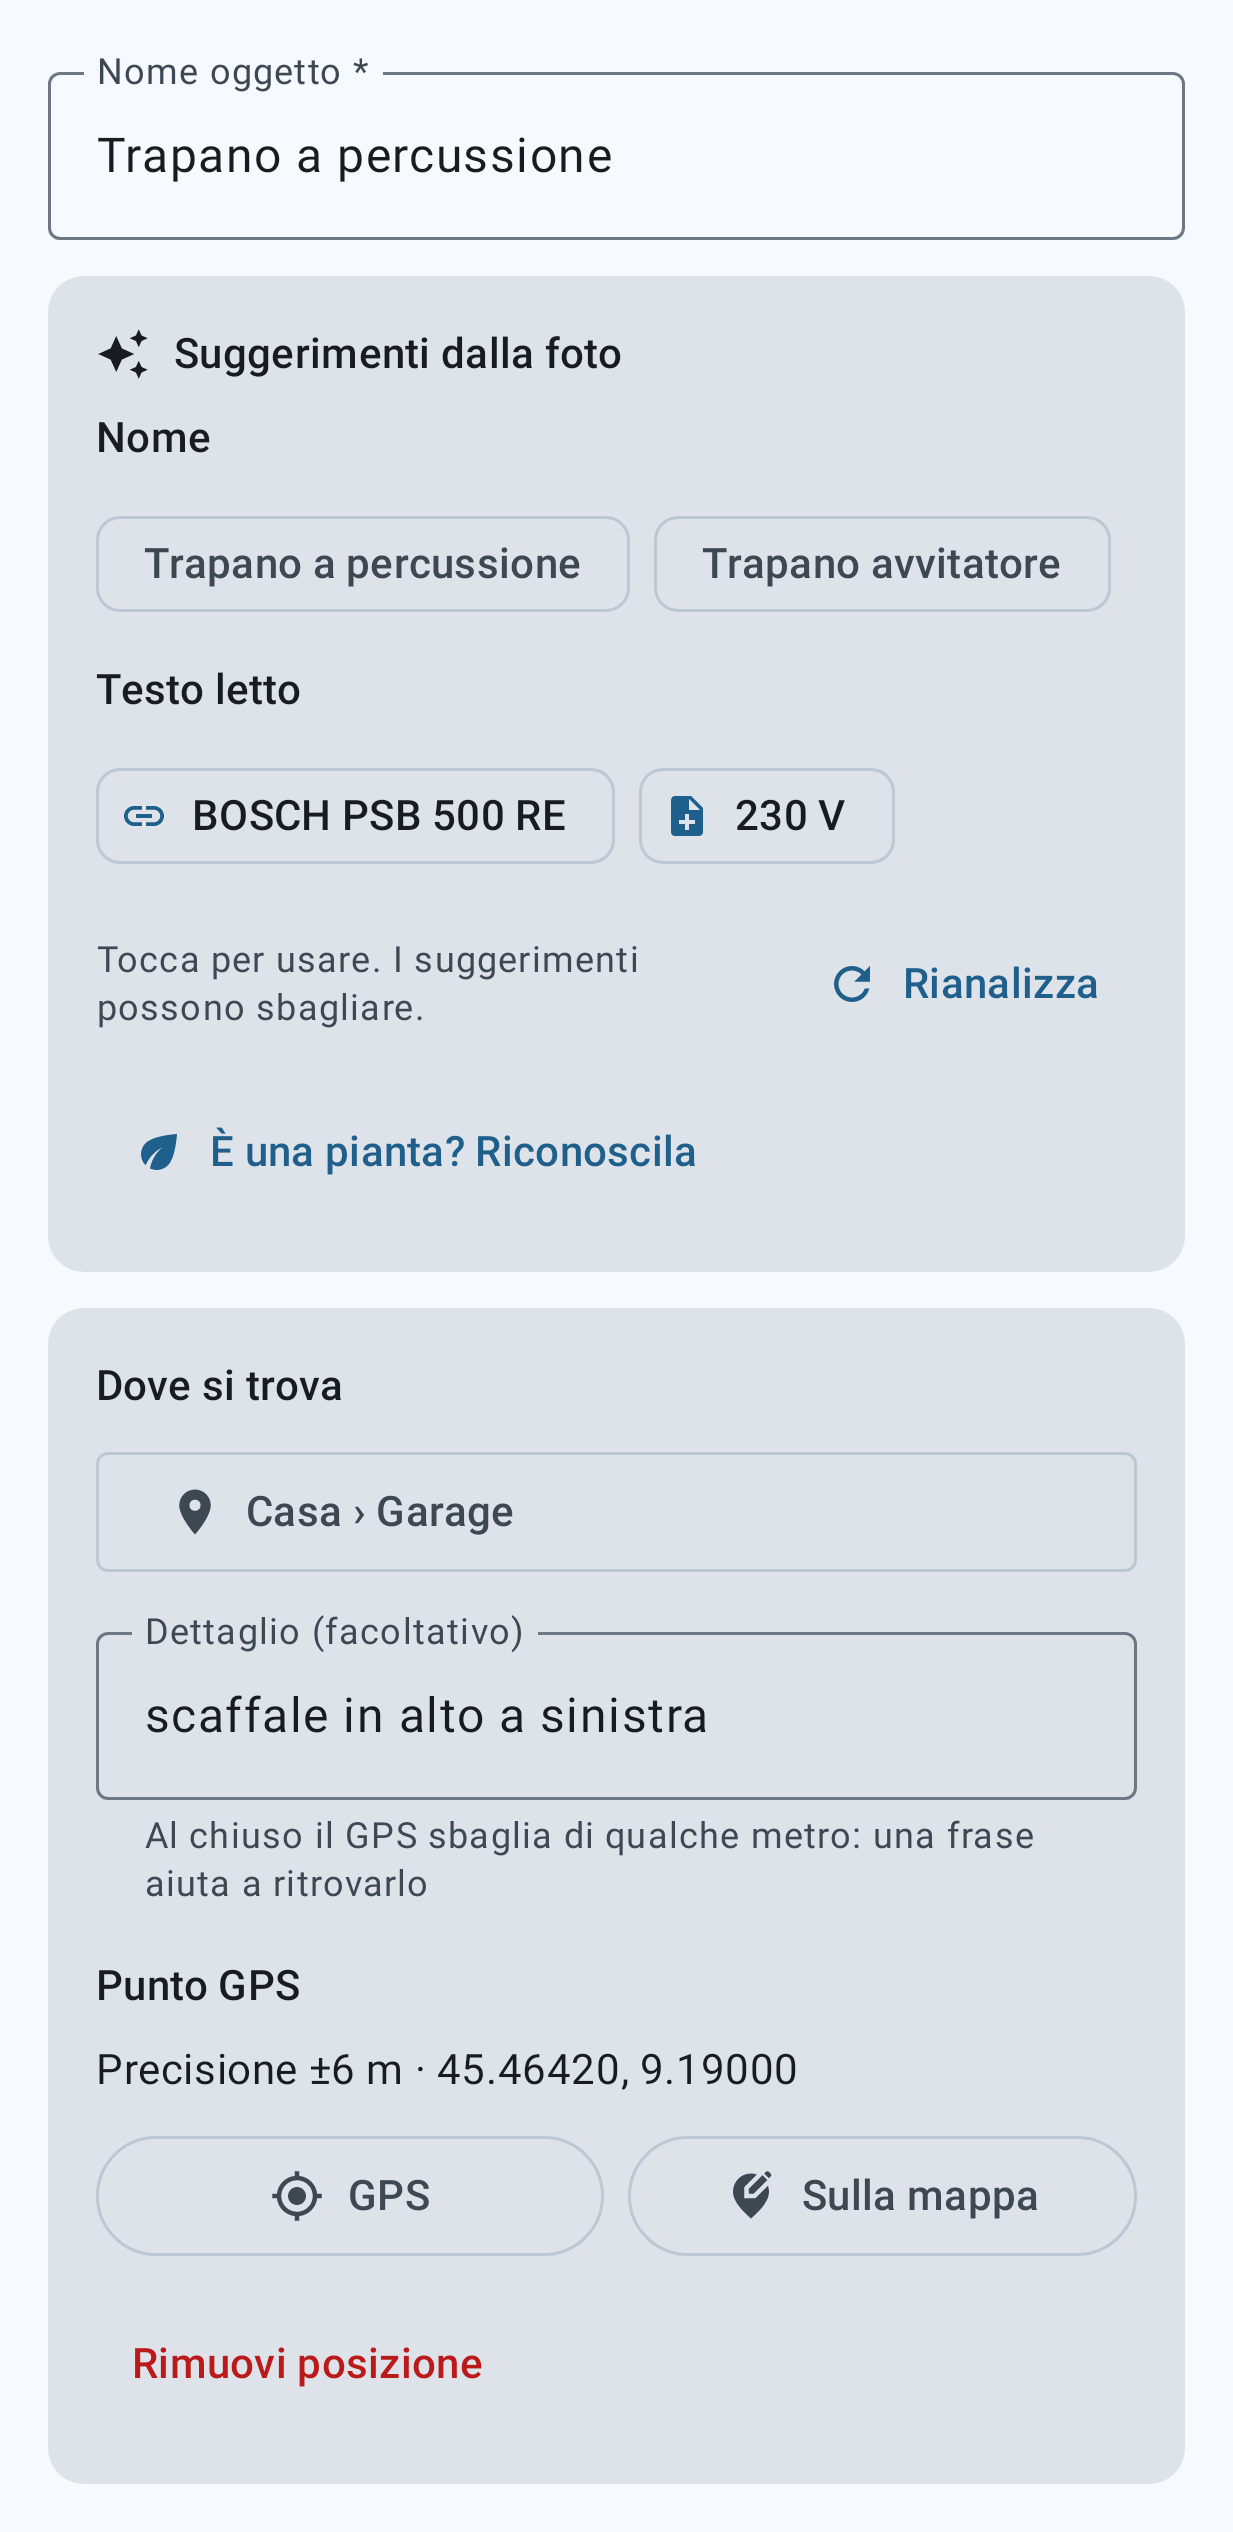 Nome oggetto *
Trapano a percussione
Suggerimenti dalla foto
Nome
Trapano a percussione
Trapano avvitatore
Testo letto
BOSCH PSB 500 RE
230 V
Tocca per usare. I suggerimenti
possono sbagliare.
Rianalizza
È una pianta? Riconoscila
Dove si trova
Casa › Garage
Dettaglio (facoltativo)
scaffale in alto a sinistra
Al chiuso il GPS sbaglia di qualche metro: una frase
aiuta a ritrovarlo
Punto GPS
Precisione ±6 m · 45.46420, 9.19000
GPS
Sulla mappa
Rimuovi posizione